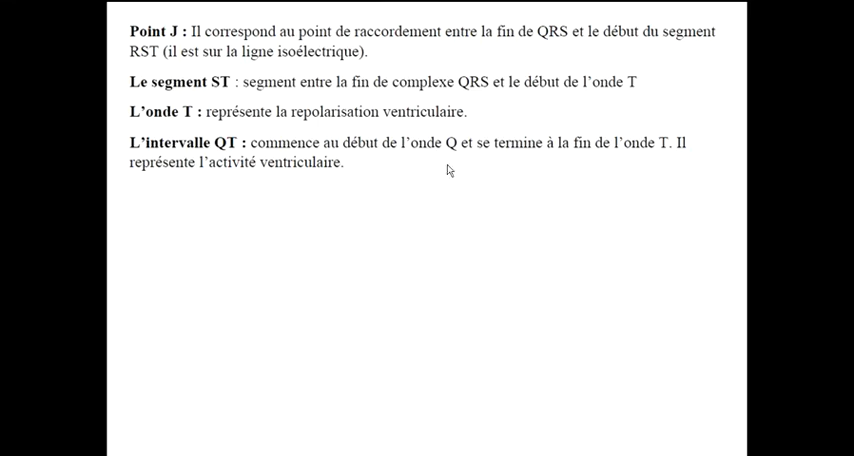 Point J : Il correspond au point de raccordement entre la fin de QRS et le début du segment
RST (il est sur la ligne isoélectrique).
Le segment ST : segment entre la fin de complexe QRS et le début de l’onde T
L’onde T : représente la repolarisation ventriculaire.
L’intervalle QT : commence au début de l’onde Q et se termine à la fin de l’onde T. Il
représente l’activité ventriculaire.